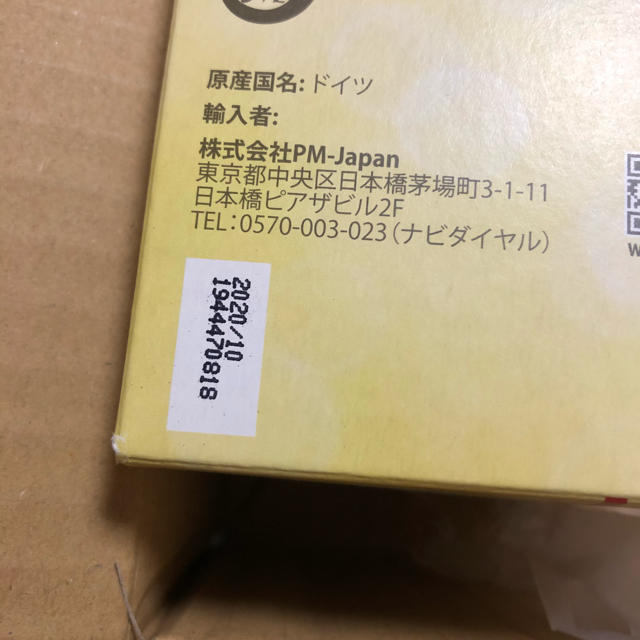 原産国名:ドイツ
輸入者:
株式会社PM-Japan
東京都中央区日本橋茅場町3-1-11
日本橋ピアザビル2F
TEL:0570-003-023(ナビダイヤル)
2020/10
1944470818
W